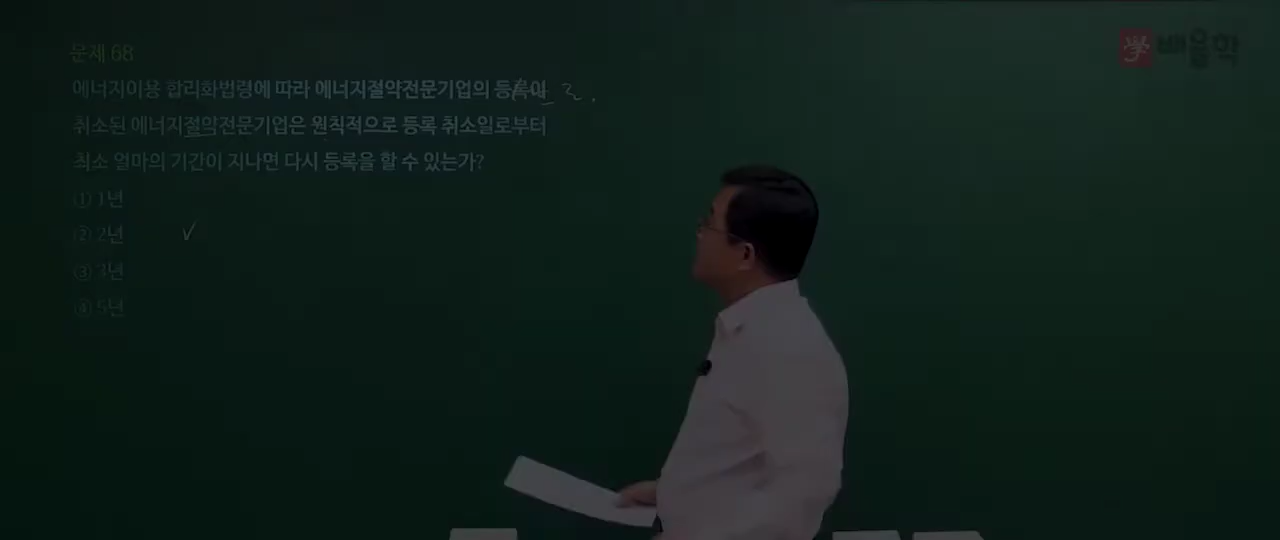 문제 68
에너지이용 합리화법령에 따라 에너지절약전문기업의 등록이
취소된 에너지절약전문기업은 원칙적으로 등록 취소일로부터
최소 얼마의 기간이 지나면 다시 등록을 할 수 있는가?
① 1년
② 2년
③ 3년
④ 5년
學 배울학